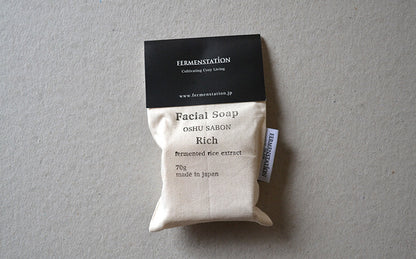 FERMENSTATION
Cultivating Cozy Living
www.fermenstation.jp
Facial Soap
OSHU SABON
Rich
fermented rice extract
70g
made in japan
FERMENSTATION